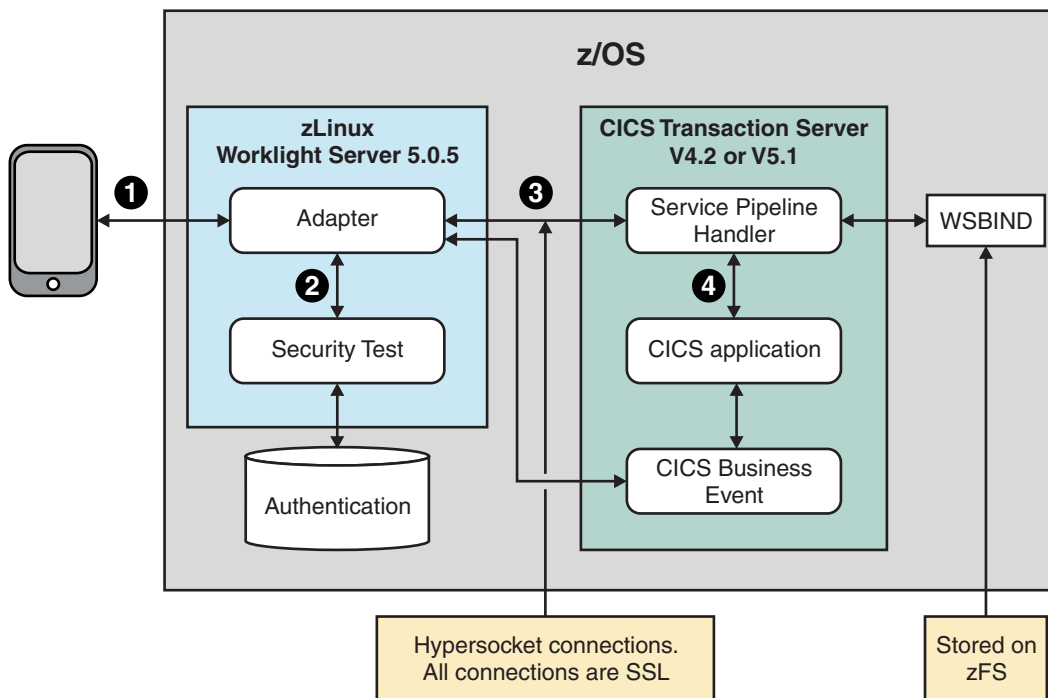 z/OS
zLinux
Worklight Server 5.0.5
CICS Transaction Server
V4.2 or V5.1
1
Adapter
3
Service Pipeline
Handler
WSBIND
2
4
Security Test
CICS application
Authentication
CICS Business
Event
Hypersocket connections.
All connections are SSL
Stored on
zFS